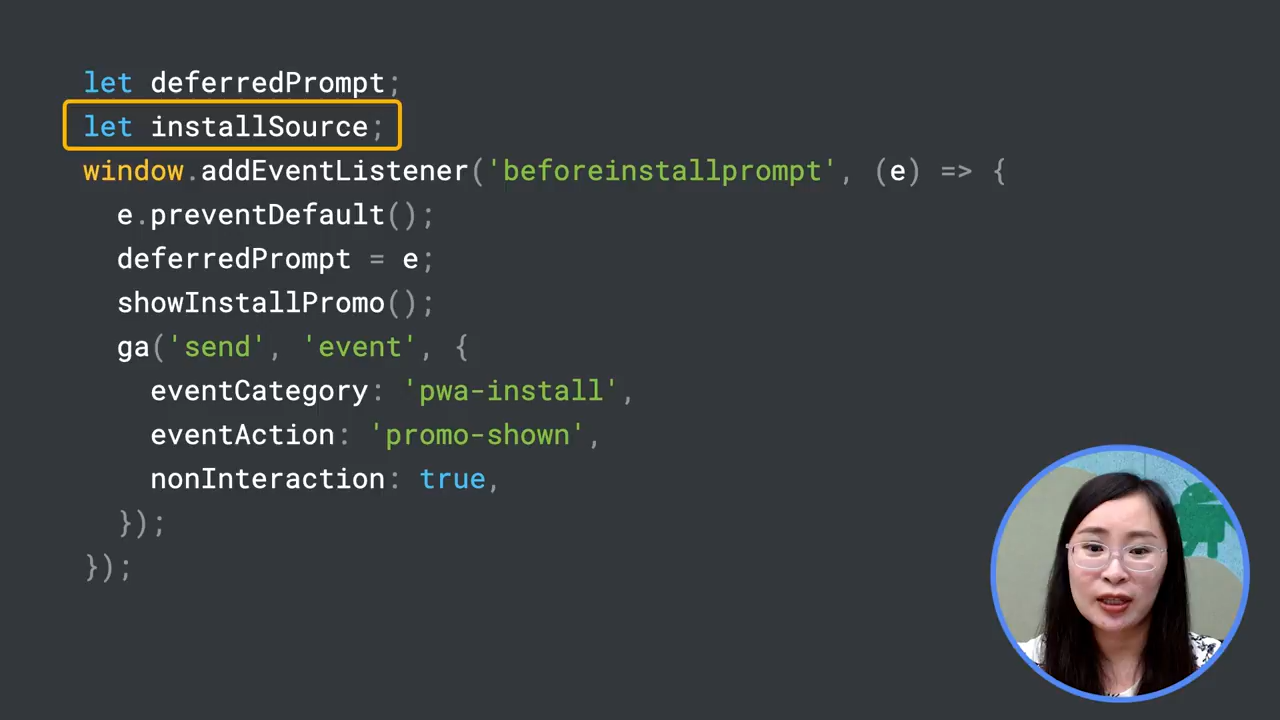 let deferredPrompt;
let installSource;
window.addEventListener('beforeinstallprompt', (e) => {
e.preventDefault();
deferredPrompt = e;
showInstallPromo();
ga('send', 'event', {
eventCategory: 'pwa-install',
eventAction: 'promo-shown',
nonInteraction: true,
});
});